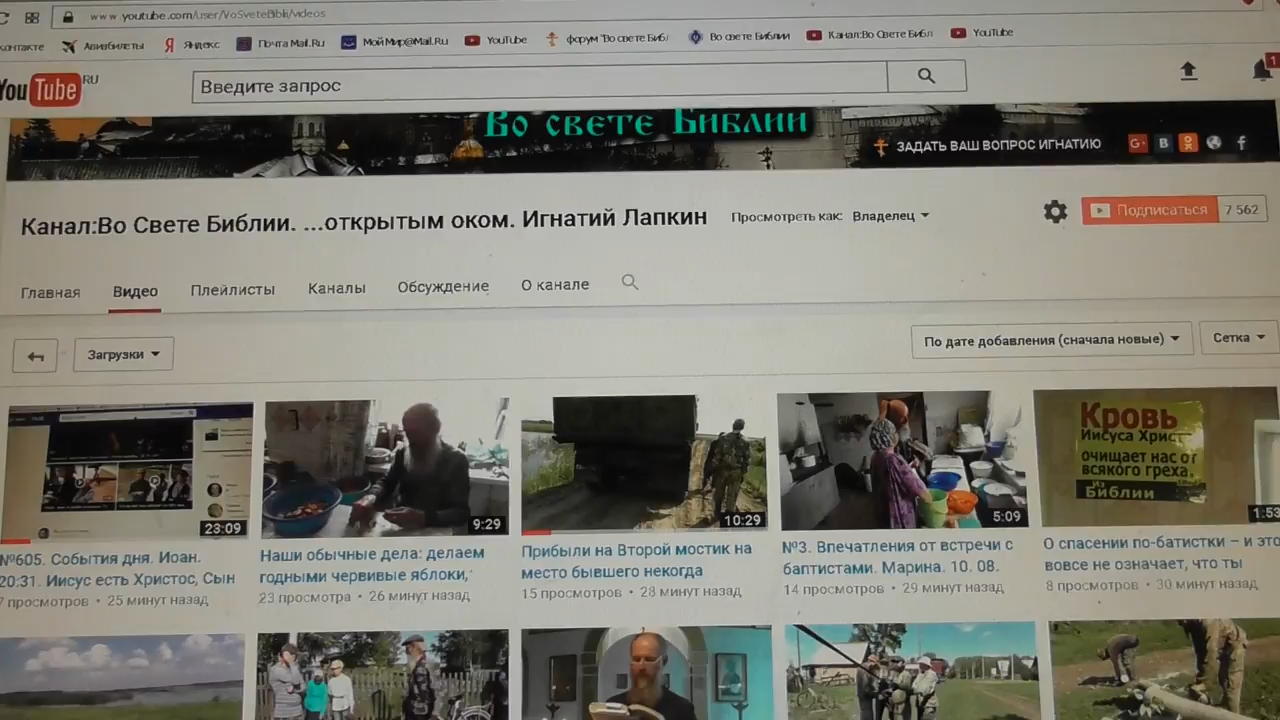 www.youtube.com/user/VoSveteBibli/videos
контакте Авиабилеты Яндекс Почта Mail.Ru Мой Мир@Mail.Ru YouTube форум "Во свете Библ Во свете Библии Канал:Во Свете Библ YouTube
YouTube RU Введите запрос 1
Во свете Библии
ЗАДАТЬ ВАШ ВОПРОС ИГНАТИЮ
Канал:Во Свете Библии. ...открытым оком. Игнатий Лапкин Просмотреть как: Владелец Подписаться 7 562
Главная Видео Плейлисты Каналы Обсуждение О канале
Загрузки По дате добавления (сначала новые) Сетка
Кровь
Иисуса Христ
очищает нас от
всякого греха.
Из
Библии
23:09 9:29 10:29 5:09 1:53
№605. События дня. Иоан.
20:31. Иисус есть Христос, Сын
7 просмотров • 25 минут назад
Наши обычные дела: делаем
годными червивые яблоки,
23 просмотра • 26 минут назад
Прибыли на Второй мостик на
место бывшего некогда
15 просмотров • 28 минут назад
№3. Впечатления от встречи с
баптистами. Марина. 10. 08.
14 просмотров • 29 минут назад
О спасении по-батистки – и это
вовсе не означает, что ты
8 просмотров • 30 минут назад